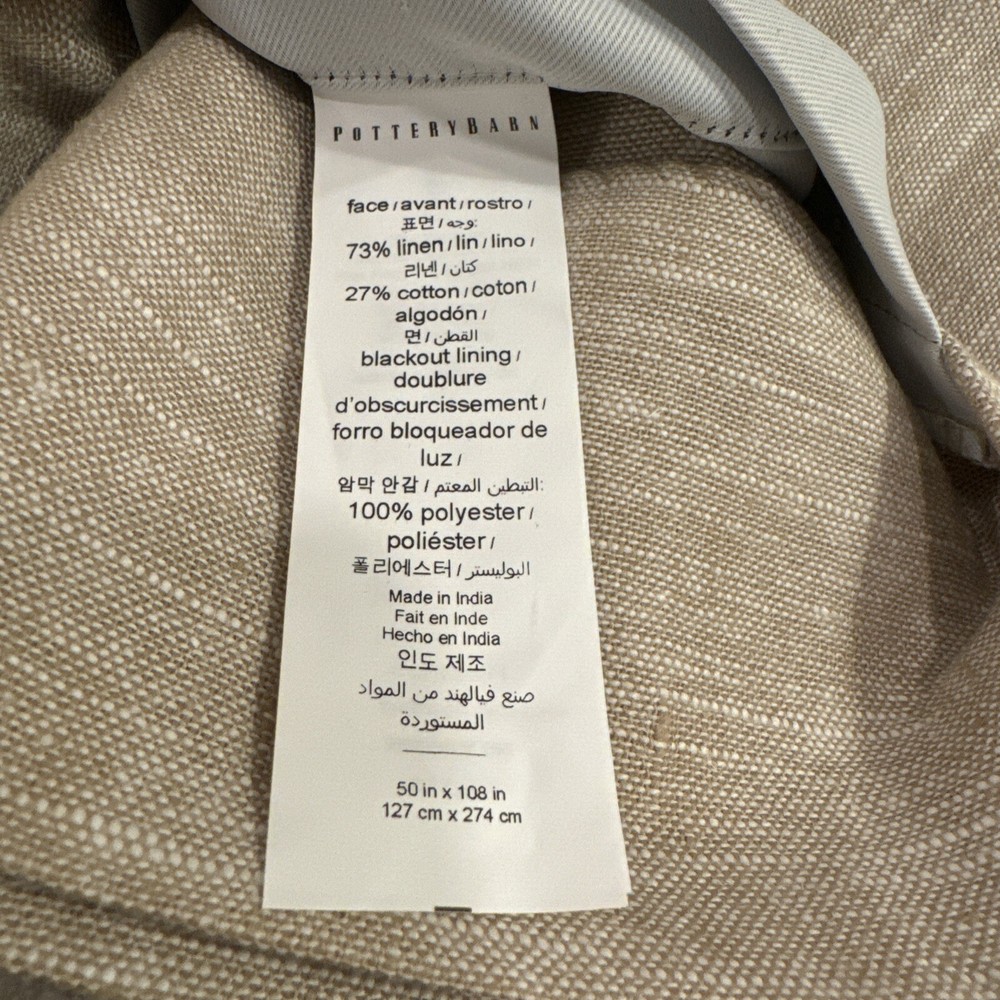 POTTERYBARN
face / avant / rostro /
표면 / وجه:
73% linen / lin / lino /
리넨 / كتان
27% cotton / coton /
algodón /
면 / القطن
blackout lining /
doublure
d'obscurcissement /
forro bloqueador de
luz /
암막 안감 / التبطين المعتم:
100% polyester /
poliéster /
폴리에스터 / البوليستر
Made in India
Fait en Inde
Hecho en India
인도 제조
صنع فيالهند من المواد
المستوردة
50 in x 108 in
127 cm x 274 cm